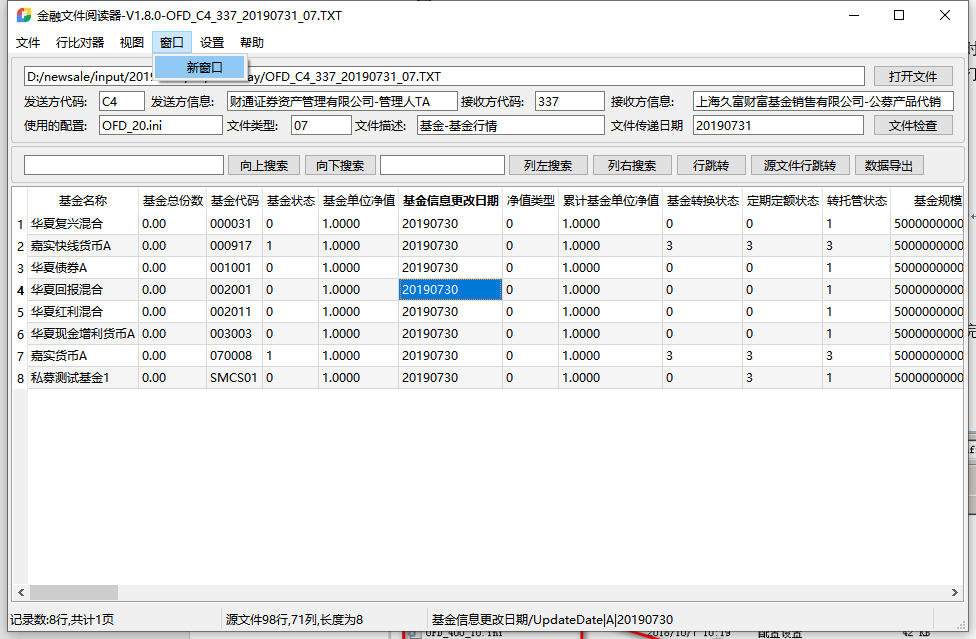 金融文件阅读器-V1.8.0-OFD_C4_337_20190731_07.TXT
文件 行比对器 视图 窗口 设置 帮助
新窗口
D:/newsale/input/201 ay/OFD_C4_337_20190731_07.TXT 打开文件
发送方代码: C4 发送方信息: 财通证券资产管理有限公司-管理人TA 接收方代码: 337 接收方信息: 上海久富财富基金销售有限公司-公募产品代销
使用的配置: OFD_20.ini 文件类型: 07 文件描述: 基金-基金行情 文件传递日期 20190731 文件检查
向上搜索 向下搜索 列左搜索 列右搜索 行跳转 源文件行跳转 数据导出
基金名称 基金总份数 基金代码 基金状态 基金单位净值 基金信息更改日期 净值类型 累计基金单位净值 基金转换状态 定期定额状态 转托管状态 基金规模
1 华夏复兴混合 0.00 000031 0 1.0000 20190730 0 1.0000 0 0 1 5000000000
2 嘉实快线货币A 0.00 000917 1 1.0000 20190730 0 1.0000 3 3 3 5000000000
3 华夏债券A 0.00 001001 0 1.0000 20190730 0 1.0000 0 0 1 5000000000
4 华夏回报混合 0.00 002001 0 1.0000 20190730 0 1.0000 0 0 1 5000000000
5 华夏红利混合 0.00 002011 0 1.0000 20190730 0 1.0000 0 0 1 5000000000
6 华夏现金增利货币A 0.00 003003 0 1.0000 20190730 0 1.0000 0 0 1 5000000000
7 嘉实货币A 0.00 070008 1 1.0000 20190730 0 1.0000 3 3 3 5000000000
8 私募测试基金1 0.00 SMCS01 0 1.0000 20190730 0 1.0000 0 3 1 5000000000
记录数:8行,共计1页 源文件98行,71列,长度为8 基金信息更改日期/UpdateDate|A|20190730
OFD_400_10.ini 2018/10/1 10:19 配置设置 42 KB